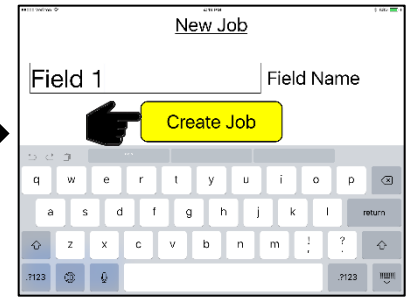 New Job
Field 1 Field Name
Create Job
q w e r t y u i o p
a s d f g h j k l return
z x c v b n m ! , ? .
.?123 .?123